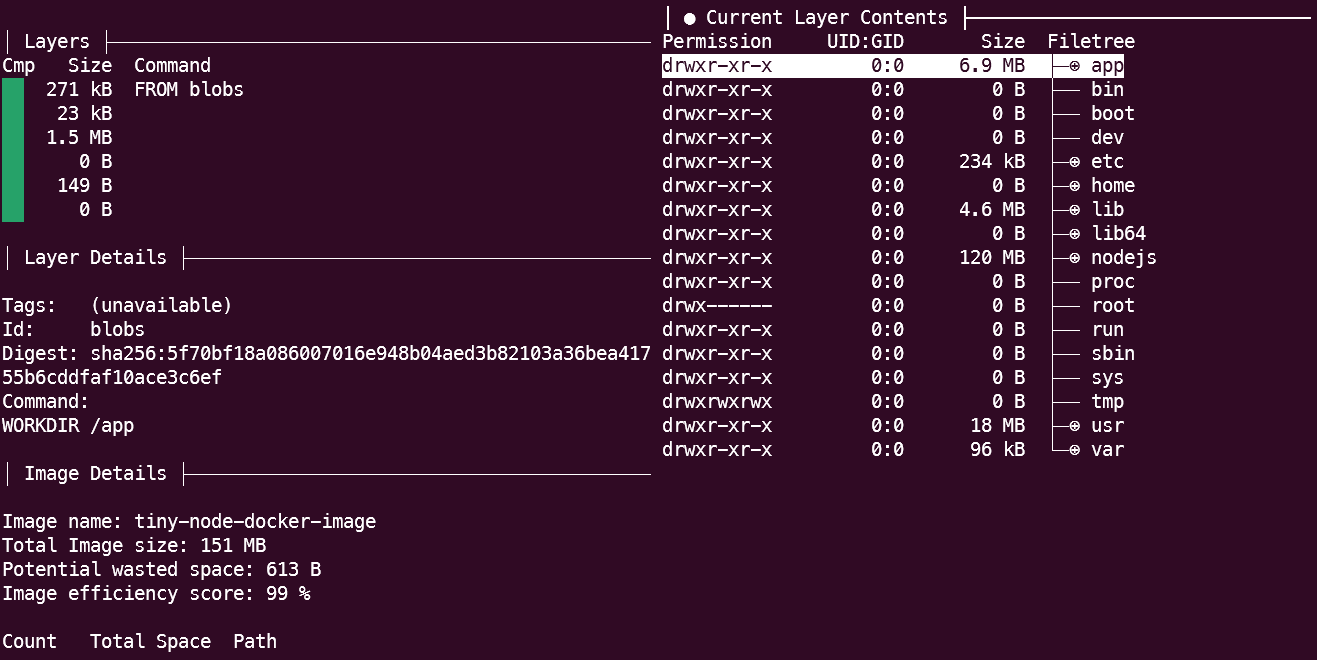 Layers
Cmp Size Command
271 kB FROM blobs
23 kB
1.5 MB
0 B
149 B
0 B
Layer Details
Tags: (unavailable)
Id: blobs
Digest: sha256:5f70bf18a086007016e948b04aed3b82103a36bea417
55b6cddfaf10ace3c6ef
Command:
WORKDIR /app
Image Details
Image name: tiny-node-docker-image
Total Image size: 151 MB
Potential wasted space: 613 B
Image efficiency score: 99 %
Count Total Space Path
● Current Layer Contents
Permission UID:GID Size Filetree
drwxr-xr-x 0:0 6.9 MB ├─⊕ app
drwxr-xr-x 0:0 0 B ├── bin
drwxr-xr-x 0:0 0 B ├── boot
drwxr-xr-x 0:0 0 B ├── dev
drwxr-xr-x 0:0 234 kB ├─⊕ etc
drwxr-xr-x 0:0 0 B ├─⊕ home
drwxr-xr-x 0:0 4.6 MB ├─⊕ lib
drwxr-xr-x 0:0 0 B ├─⊕ lib64
drwxr-xr-x 0:0 120 MB ├─⊕ nodejs
drwxr-xr-x 0:0 0 B ├── proc
drwx------ 0:0 0 B ├── root
drwxr-xr-x 0:0 0 B ├── run
drwxr-xr-x 0:0 0 B ├── sbin
drwxr-xr-x 0:0 0 B ├── sys
drwxrwxrwx 0:0 0 B ├── tmp
drwxr-xr-x 0:0 18 MB ├─⊕ usr
drwxr-xr-x 0:0 96 kB └─⊕ var